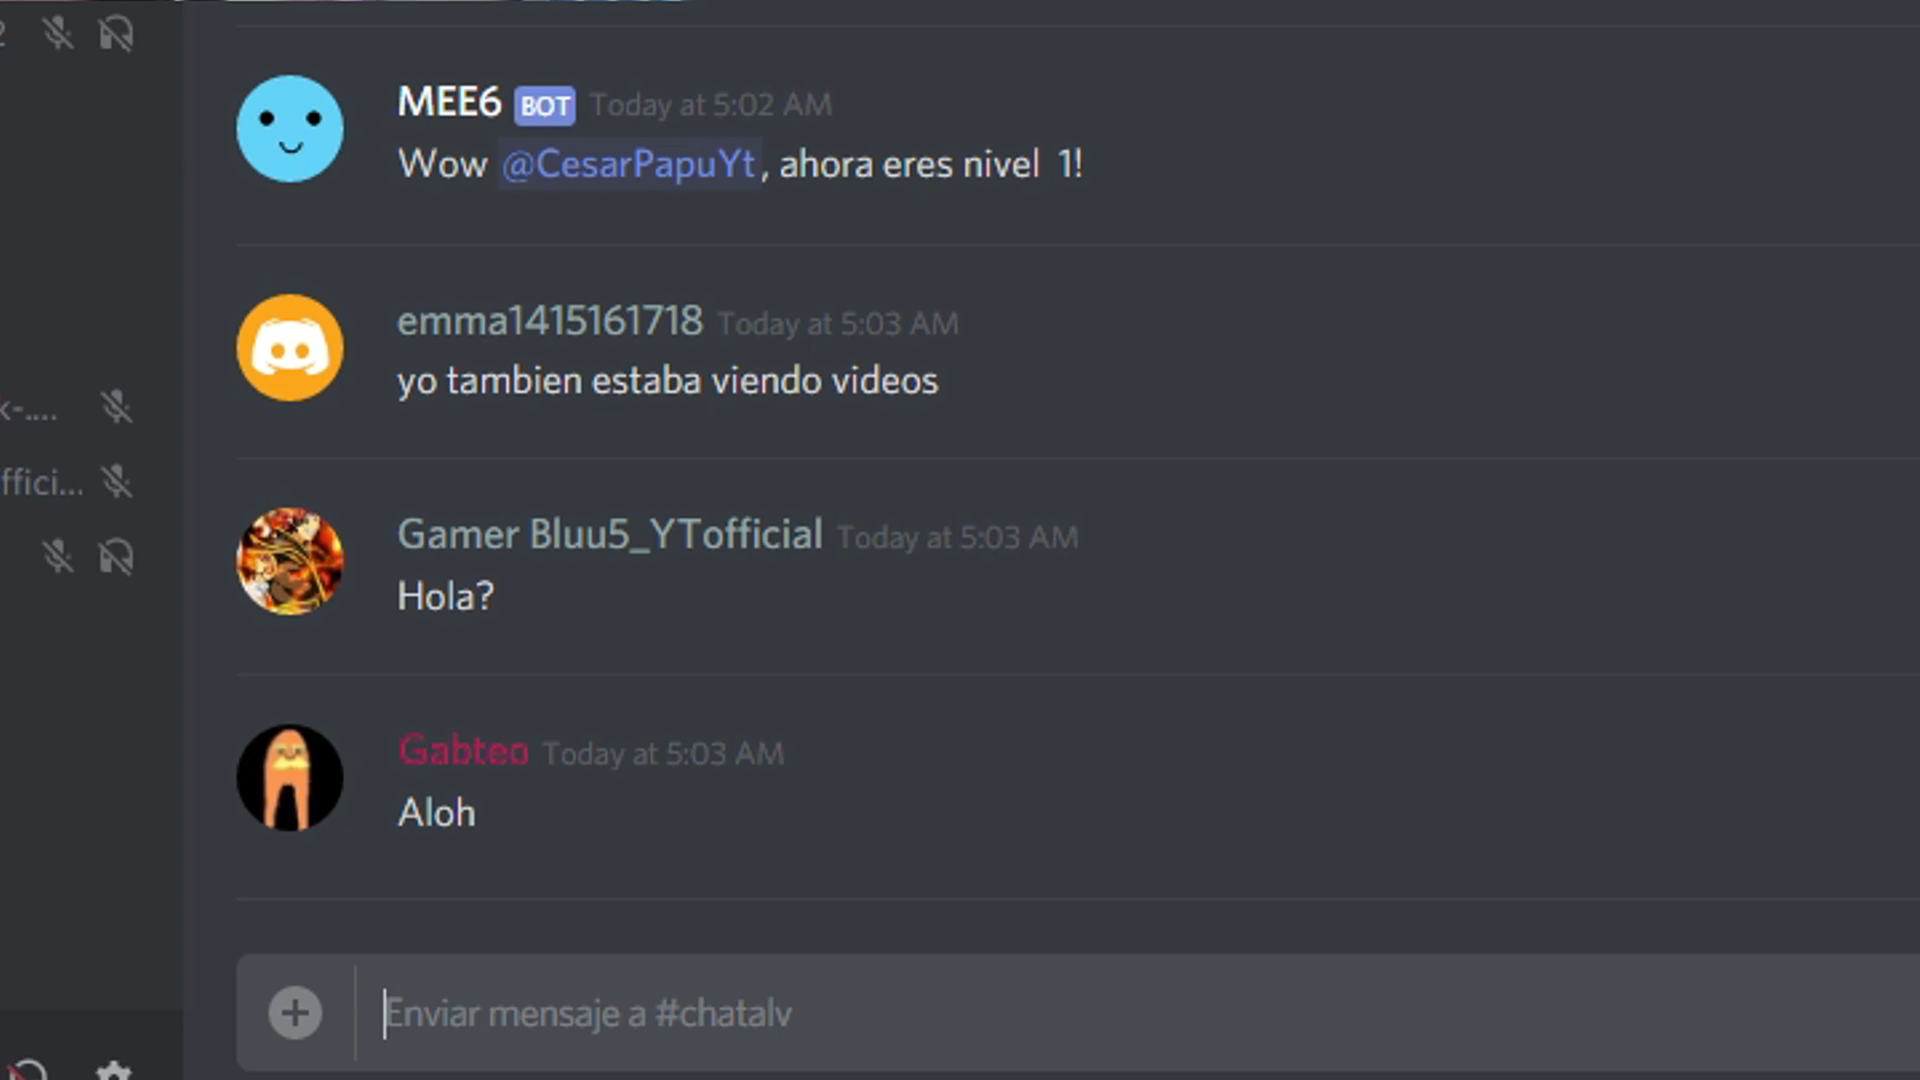 2
MEE6 BOT Today at 5:02 AM
Wow @CesarPapuYt, ahora eres nivel 1!
emma1415161718 Today at 5:03 AM
yo tambien estaba viendo videos
k-....
ffici...
Gamer Bluu5_YTofficial Today at 5:03 AM
Hola?
Gabteo Today at 5:03 AM
Aloh
Enviar mensaje a #chatalv